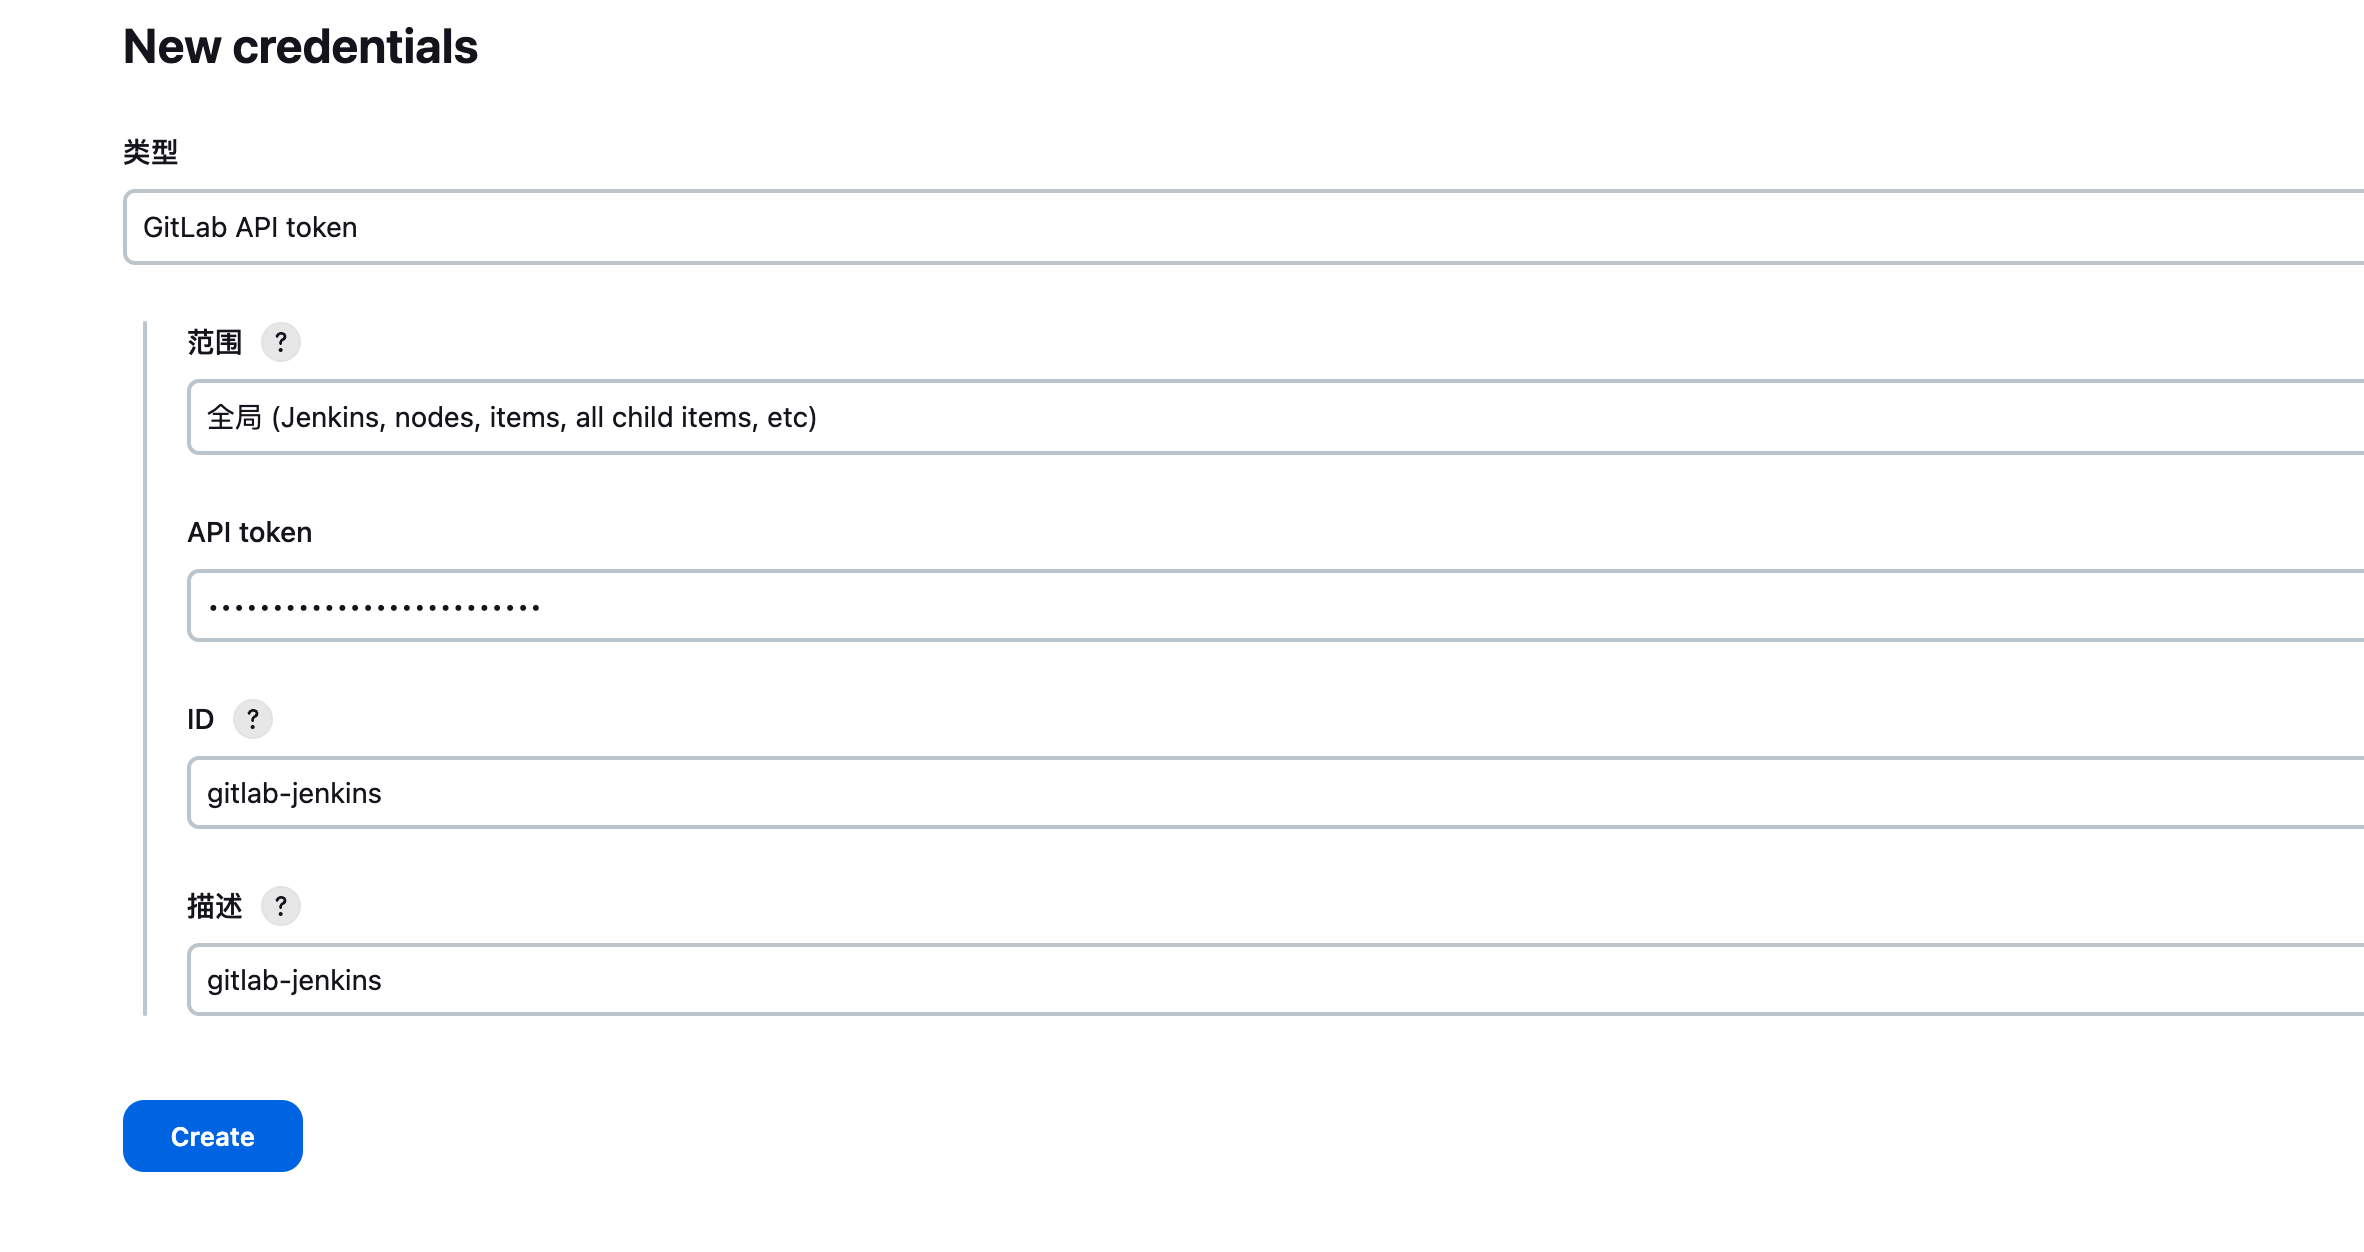 New credentials
类型
GitLab API token
范围 ?
全局 (Jenkins, nodes, items, all child items, etc)
API token
••••••••••••••••••••••••••
ID ?
gitlab-jenkins
描述 ?
gitlab-jenkins
Create